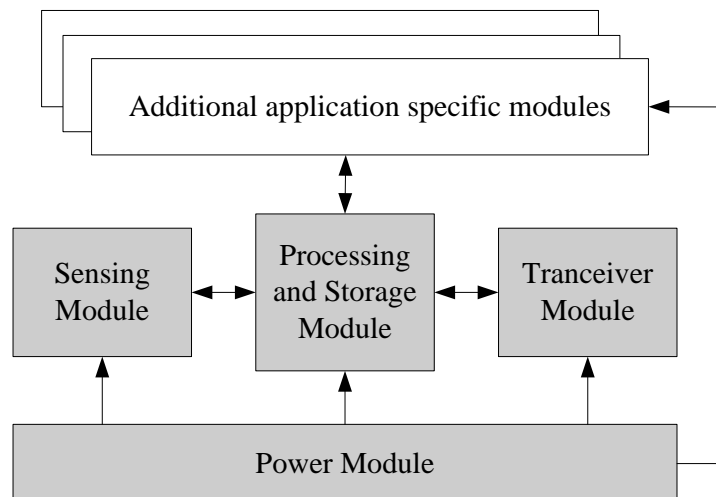 Additional application specific modules
Sensing
Module
Processing
and Storage
Module
Tranceiver
Module
Power Module